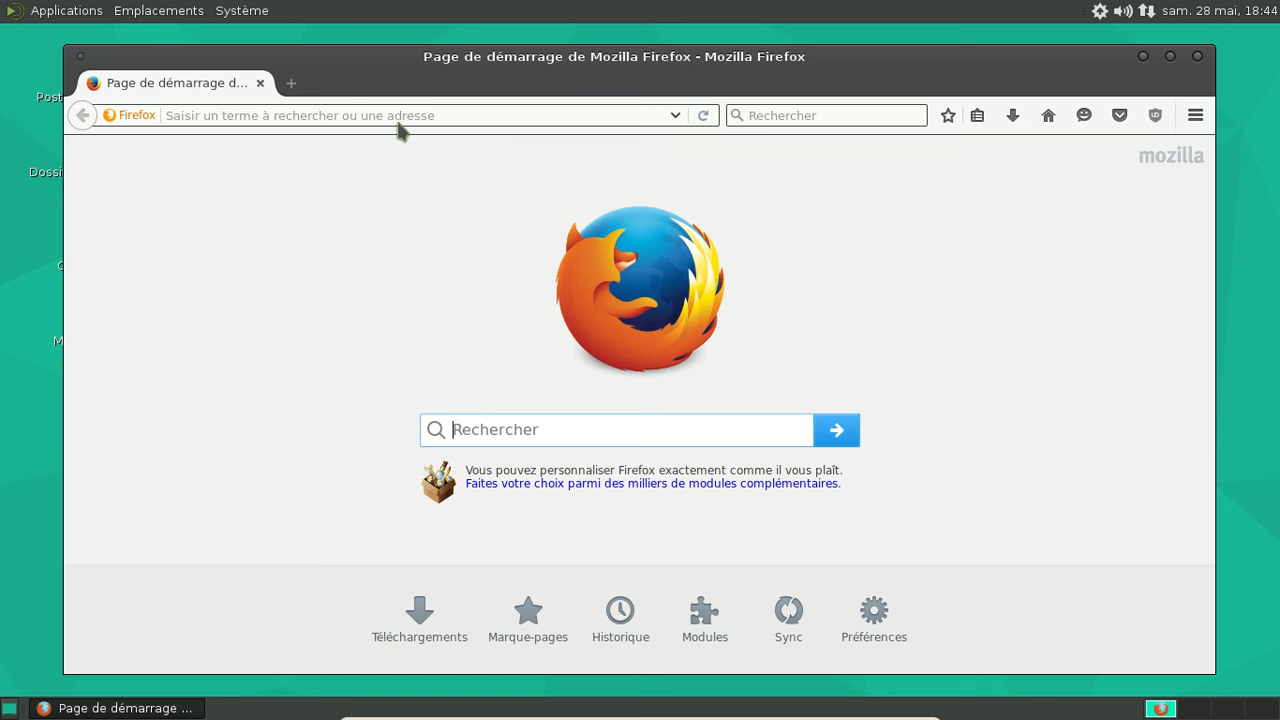 Applications Emplacements Système sam. 28 mai, 18:44
Page de démarrage de Mozilla Firefox - Mozilla Firefox
Page de démarrage d...
Firefox Saisir un terme à rechercher ou une adresse Rechercher
mozilla
Rechercher
Vous pouvez personnaliser Firefox exactement comme il vous plaît.
Faites votre choix parmi des milliers de modules complémentaires.
Téléchargements Marque-pages Historique Modules Sync Préférences
Page de démarrage ...